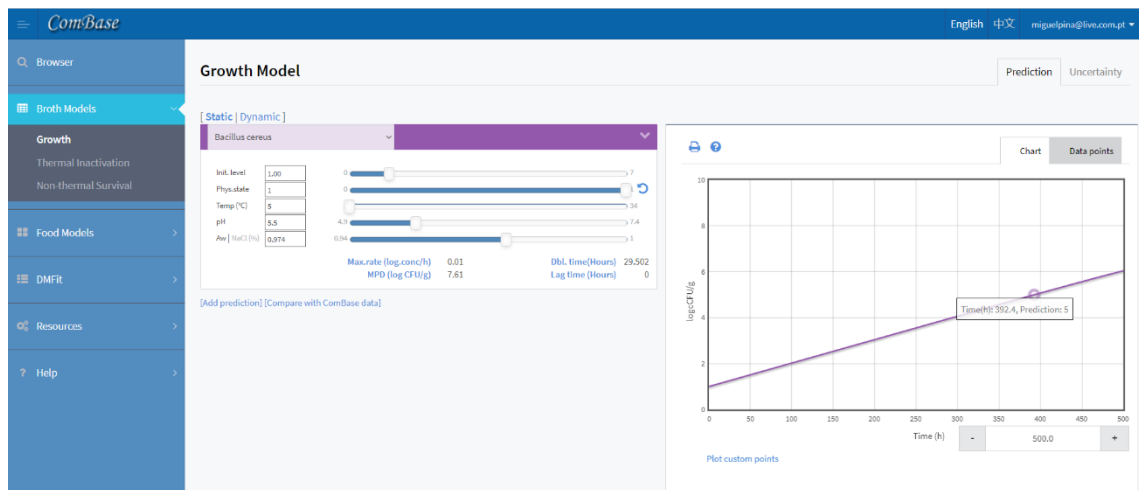 ComBase
English 中文 miguelpina@live.com.pt
Browser
Broth Models
Growth
Thermal Inactivation
Non-thermal Survival
Food Models
DMFit
Resources
? Help
Growth Model
Prediction Uncertainty
[ Static | Dynamic ]
Bacillus cereus
Init. level 1.00 0 7
Phys.state 1 0 1
Temp (°C) 5 34
pH 5.5 4.9 7.4
Aw | NaCl (%) 0.974 0.94 1
Max.rate (log.conc/h) 0.01 Dbl. time(Hours) 29.502
MPD (log CFU/g) 7.61 Lag time (Hours) 0
[Add prediction] [Compare with ComBase data]
Chart Data points
10
8
6
4
2
0
logcCFU/g
Time(h): 392.4, Prediction: 5
0 50 100 150 200 250 300 350 400 450 500
Time (h) - 500.0 +
Plot custom points